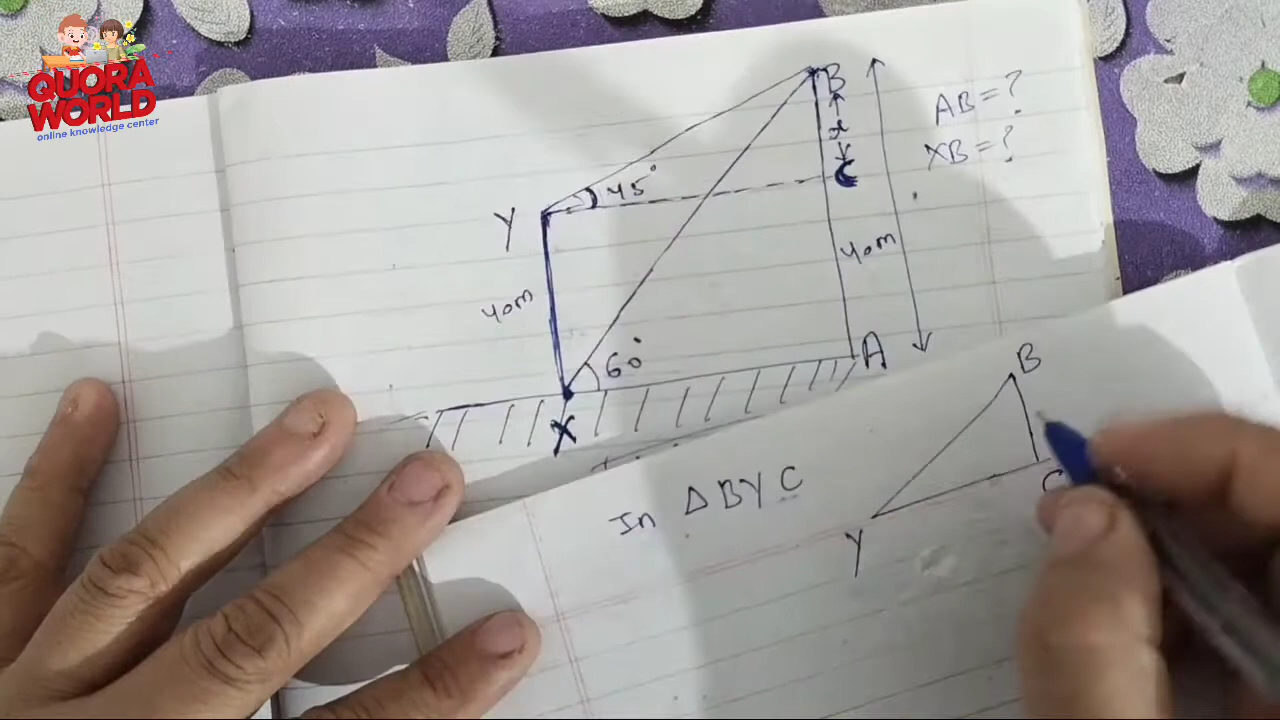 QUORA
WORLD
online knowledge center
B
x
C
AB=?
XB=?
45°
Y
40m
40m
60°
A
X
B
In ΔBYC
C
Y